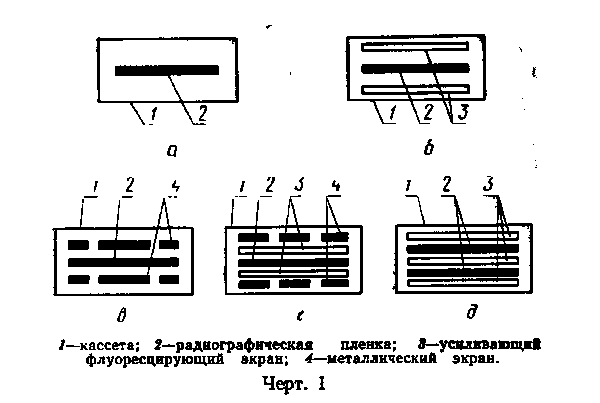 1 2
а
1 2 3
б
1 2 4
в
1 2 3 4
г
1 2 3
д
1—кассета; 2—радиографическая пленка; 3—усиливающий
флуоресцирующий экран; 4—металлический экран.
Черт. 1